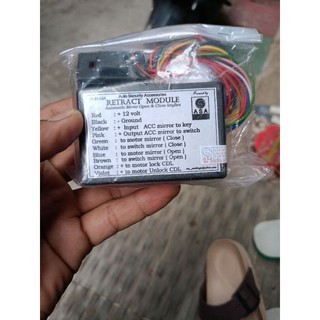 Auto Security Accessories
RETRACT MODULE
Automatic Mirror Open & Close Implies
Red : + 12 volt
Black : - Ground
Yellow : + Input ACC mirror to key
Pink : + Output ACC mirror to switch
Green : to motor mirror ( Close )
White : to switch mirror ( Close )
Blue : to motor mirror ( Open )
Brown : to switch mirror ( Open )
Orange : + to motor lock CDL
+ to motor Unlock CDL
ASA